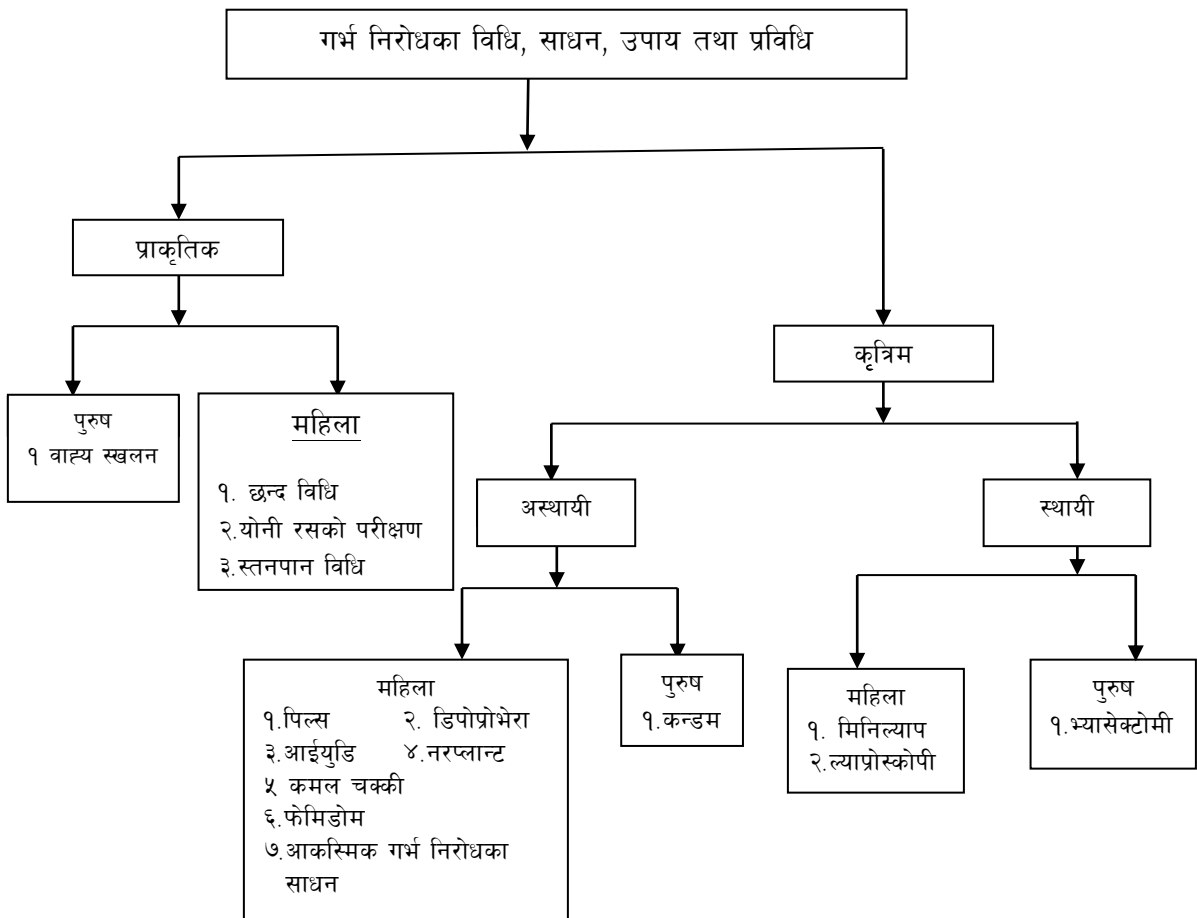 गर्भ निरोधका विधि, साधन, उपाय तथा प्रविधि
प्राकृतिक
कृत्रिम
पुरुष
१ वाह्य स्खलन
महिला
१. छन्द विधि
२.योनी रसको परीक्षण
३.स्तनपान विधि
अस्थायी
स्थायी
महिला
१.पिल्स २. डिपोप्रोभेरा
३.आईयुडि ४.नरप्लान्ट
५ कमल चक्की
६.फेमिडोम
७.आकस्मिक गर्भ निरोधका
साधन
पुरुष
१.कन्डम
महिला
१. मिनिल्याप
२.ल्याप्रोस्कोपी
पुरुष
१.भ्यासेक्टोमी